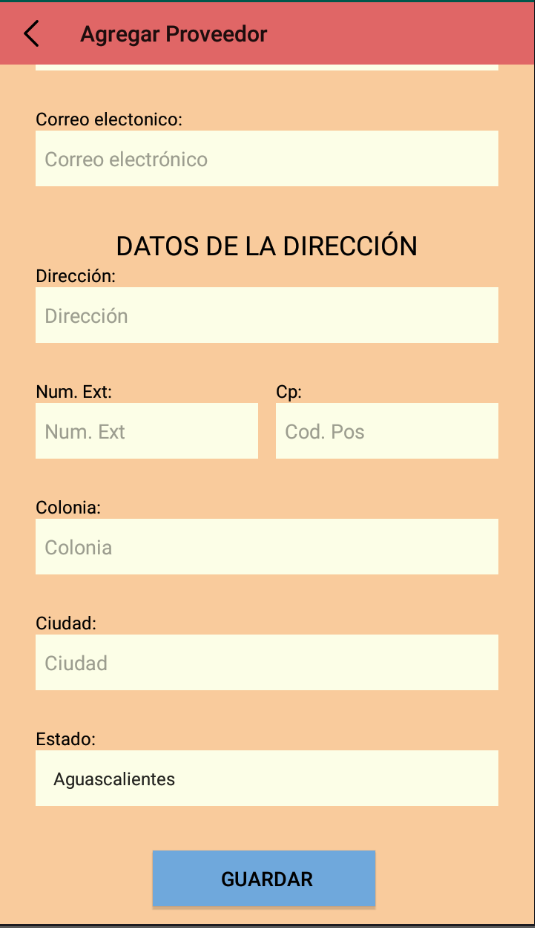 Agregar Proveedor
Correo electonico:
Correo electrónico
DATOS DE LA DIRECCIÓN
Dirección:
Dirección
Num. Ext: Cp:
Num. Ext Cod. Pos
Colonia:
Colonia
Ciudad:
Ciudad
Estado:
Aguascalientes
GUARDAR